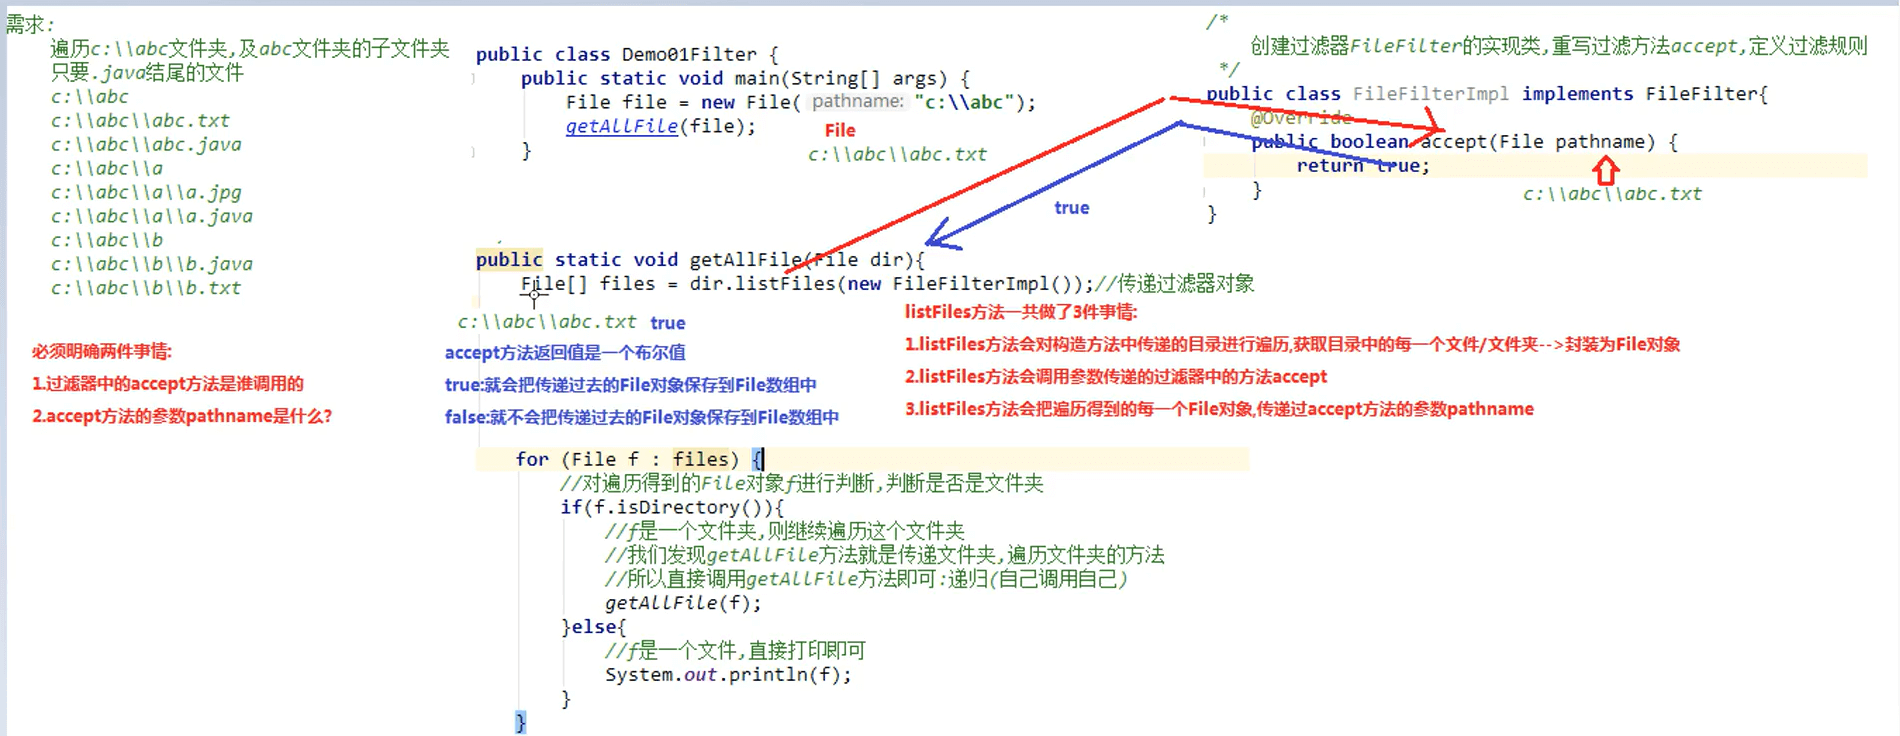 需求:
遍历c:\\abc文件夹,及abc文件夹的子文件夹
只要.java结尾的文件
c:\\abc
c:\\abc\\abc.txt
c:\\abc\\abc.java
c:\\abc\\a
c:\\abc\\a\\a.jpg
c:\\abc\\a\\a.java
c:\\abc\\b
c:\\abc\\b\\b.java
c:\\abc\\b\\b.txt
必须明确两件事情:
1.过滤器中的accept方法是谁调用的
2.accept方法的参数pathname是什么?
public class Demo01Filter {
public static void main(String[] args) {
File file = new File( pathname: "c:\\abc");
getAllFile(file);
}
File
c:\\abc\\abc.txt
/*
创建过滤器FileFilter的实现类,重写过滤方法accept,定义过滤规则
*/
public class FileFilterImpl implements FileFilter{
@Override
public boolean accept(File pathname) {
return true;
}
}
c:\\abc\\abc.txt
true
public static void getAllFile(File dir){
File[] files = dir.listFiles(new FileFilterImpl());//传递过滤器对象
c:\\abc\\abc.txt true
accept方法返回值是一个布尔值
true:就会把传递过去的File对象保存到File数组中
false:就不会把传递过去的File对象保存到File数组中
listFiles方法一共做了3件事情:
1.listFiles方法会对构造方法中传递的目录进行遍历,获取目录中的每一个文件/文件夹-->封装为File对象
2.listFiles方法会调用参数传递的过滤器中的方法accept
3.listFiles方法会把遍历得到的每一个File对象,传递过accept方法的参数pathname
for (File f : files) {
//对遍历得到的File对象f进行判断,判断是否是文件夹
if(f.isDirectory()){
//f是一个文件夹,则继续遍历这个文件夹
//我们发现getAllFile方法就是传递文件夹,遍历文件夹的方法
//所以直接调用getAllFile方法即可:递归(自己调用自己)
getAllFile(f);
}else{
//f是一个文件,直接打印即可
System.out.println(f);
}
}